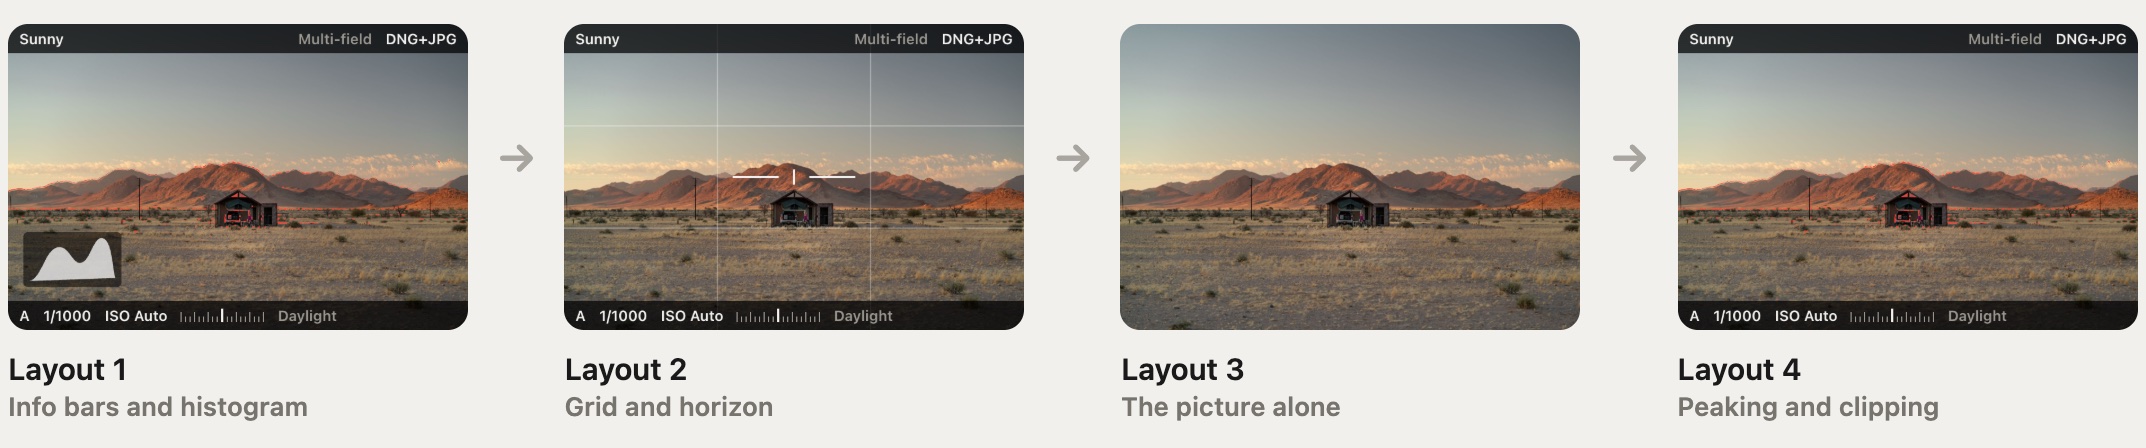 Sunny Multi-field DNG+JPG
A 1/1000 ISO Auto Daylight
Layout 1
Info bars and histogram
Sunny Multi-field DNG+JPG
A 1/1000 ISO Auto Daylight
Layout 2
Grid and horizon
Layout 3
The picture alone
Sunny Multi-field DNG+JPG
A 1/1000 ISO Auto Daylight
Layout 4
Peaking and clipping